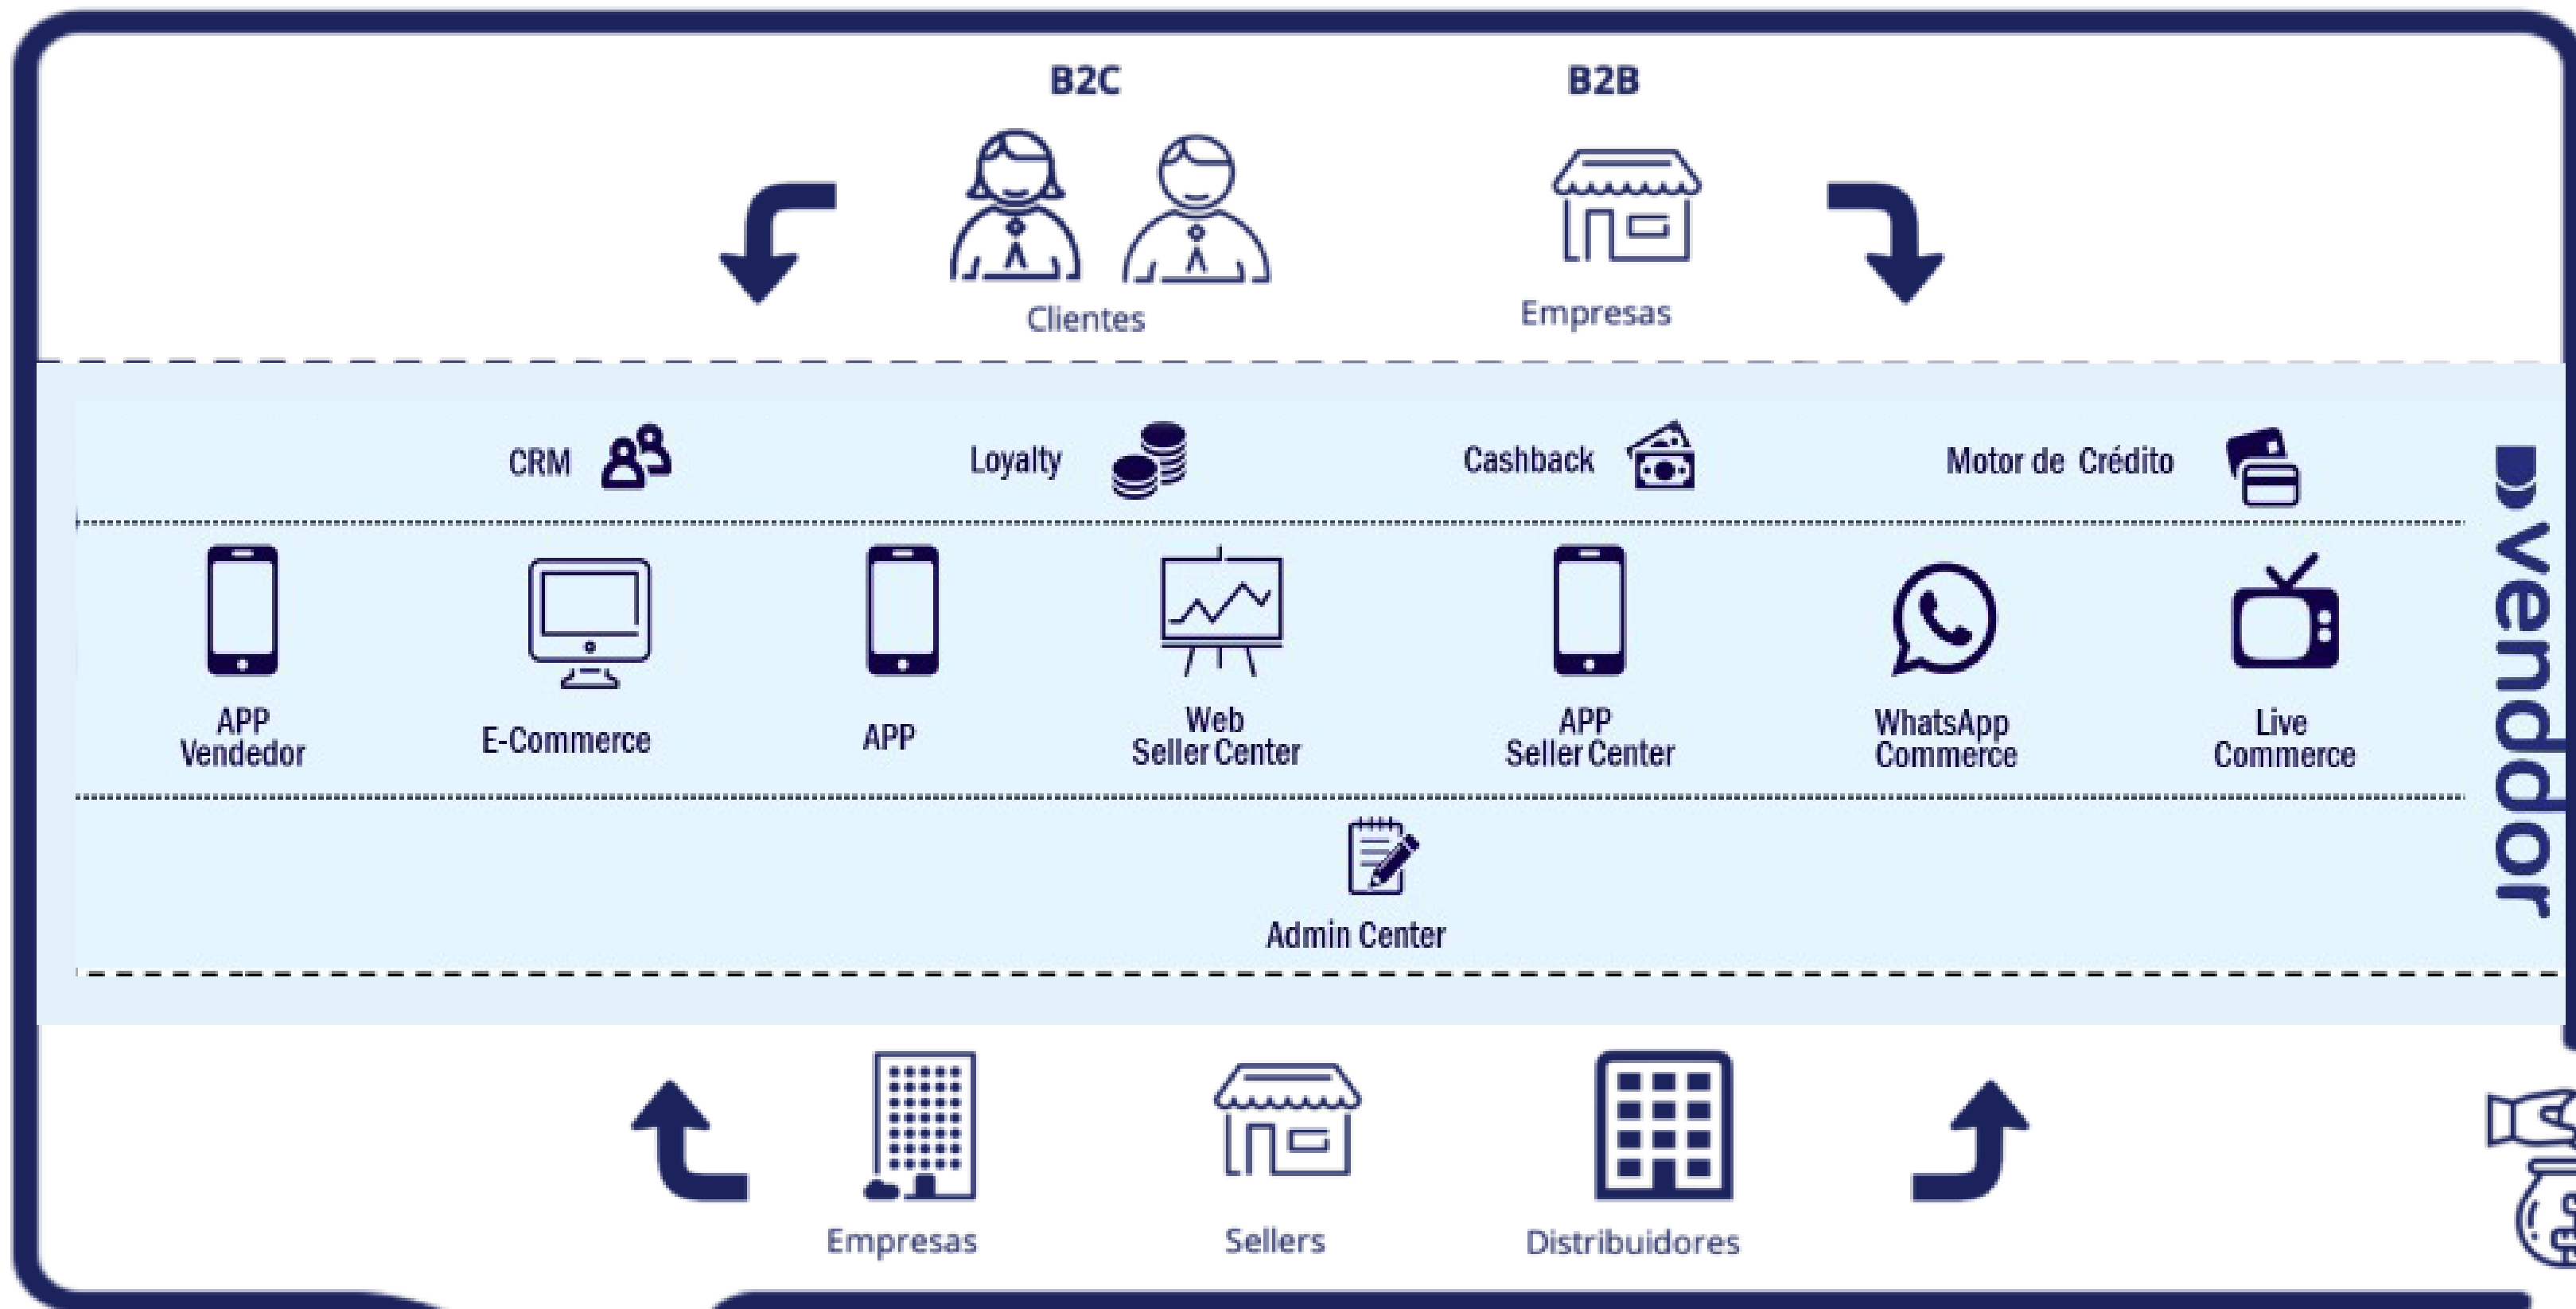 B2C
B2B
Clientes
Empresas
CRM
Loyalty
Cashback
Motor de Crédito
APP
Vendedor
E-Commerce
APP
Web
Seller Center
APP
Seller Center
WhatsApp
Commerce
Live
Commerce
venddor
Admin Center
Empresas
Sellers
Distribuidores